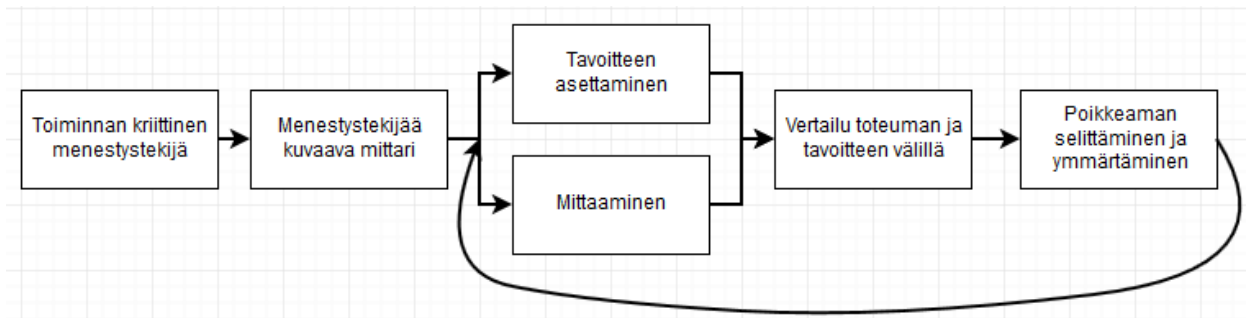 Toiminnan kriittinen
menestystekijä
Menestystekijää
kuvaava mittari
Tavoitteen
asettaminen
Mittaaminen
Vertailu toteuman ja
tavoitteen välillä
Poikkeaman
selittäminen ja
ymmärtäminen